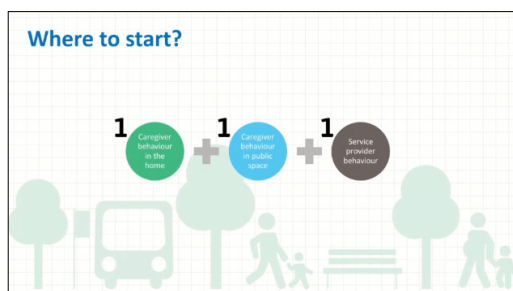 Where to start?
1
Caregiver
behaviour
in the
home
1
Caregiver
behaviour
in public
space
1
Service
provider
behaviour